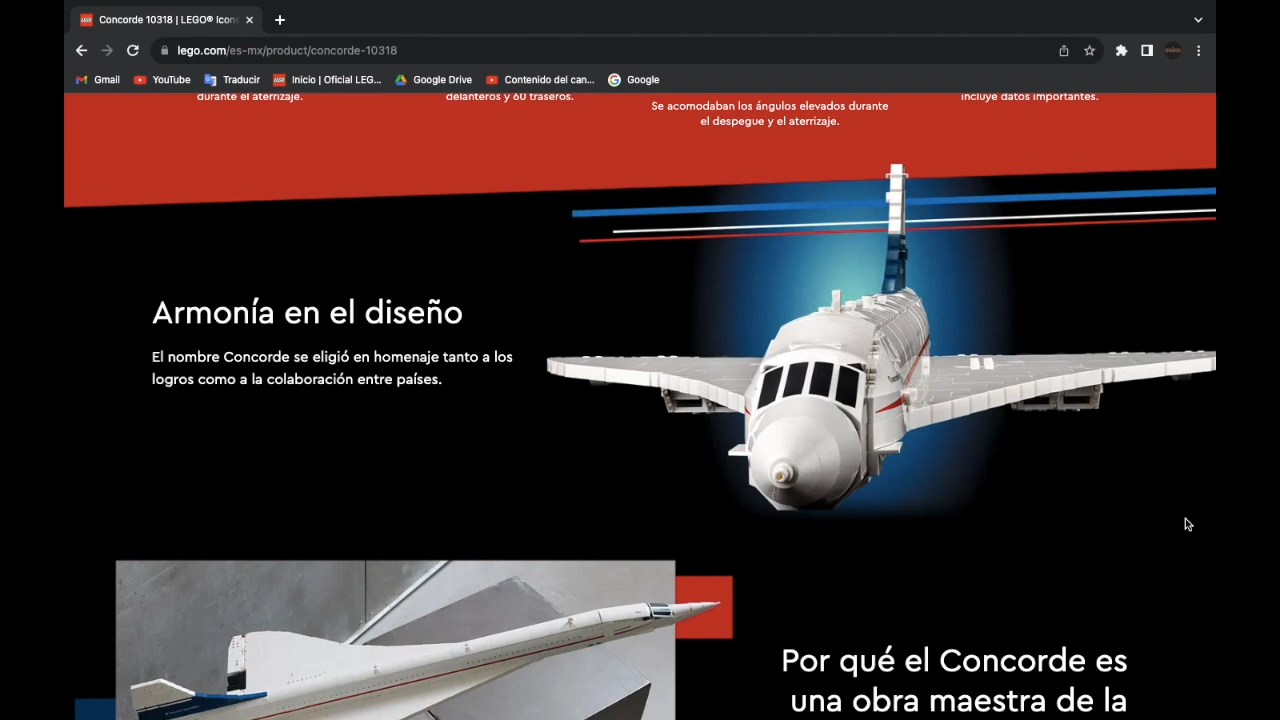 Concorde 10318 | LEGO® Icons
lego.com/es-mx/product/concorde-10318
Gmail
YouTube
Traducir
Inicio | Oficial LEG...
Google Drive
Contenido del can...
Google
durante el aterrizaje.
delanteros y 60 traseros.
Se acomodaban los ángulos elevados durante
el despegue y el aterrizaje.
incluye datos importantes.
Armonía en el diseño
El nombre Concorde se eligió en homenaje tanto a los
logros como a la colaboración entre países.
Por qué el Concorde es
una obra maestra de la